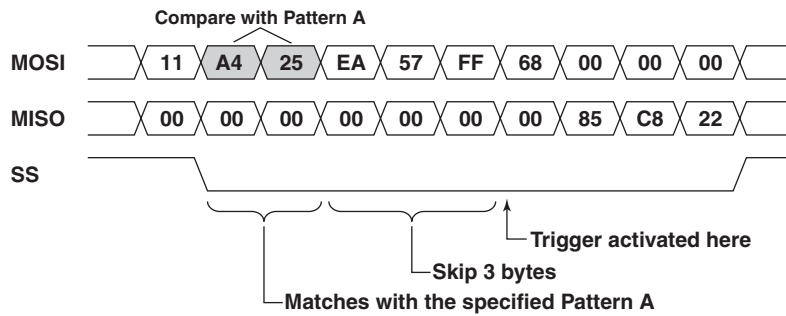 Compare with Pattern A
MOSI 11 A4 25 EA 57 FF 68 00 00 00
MISO 00 00 00 00 00 00 00 85 C8 22
SS
Trigger activated here
Skip 3 bytes
Matches with the specified Pattern A